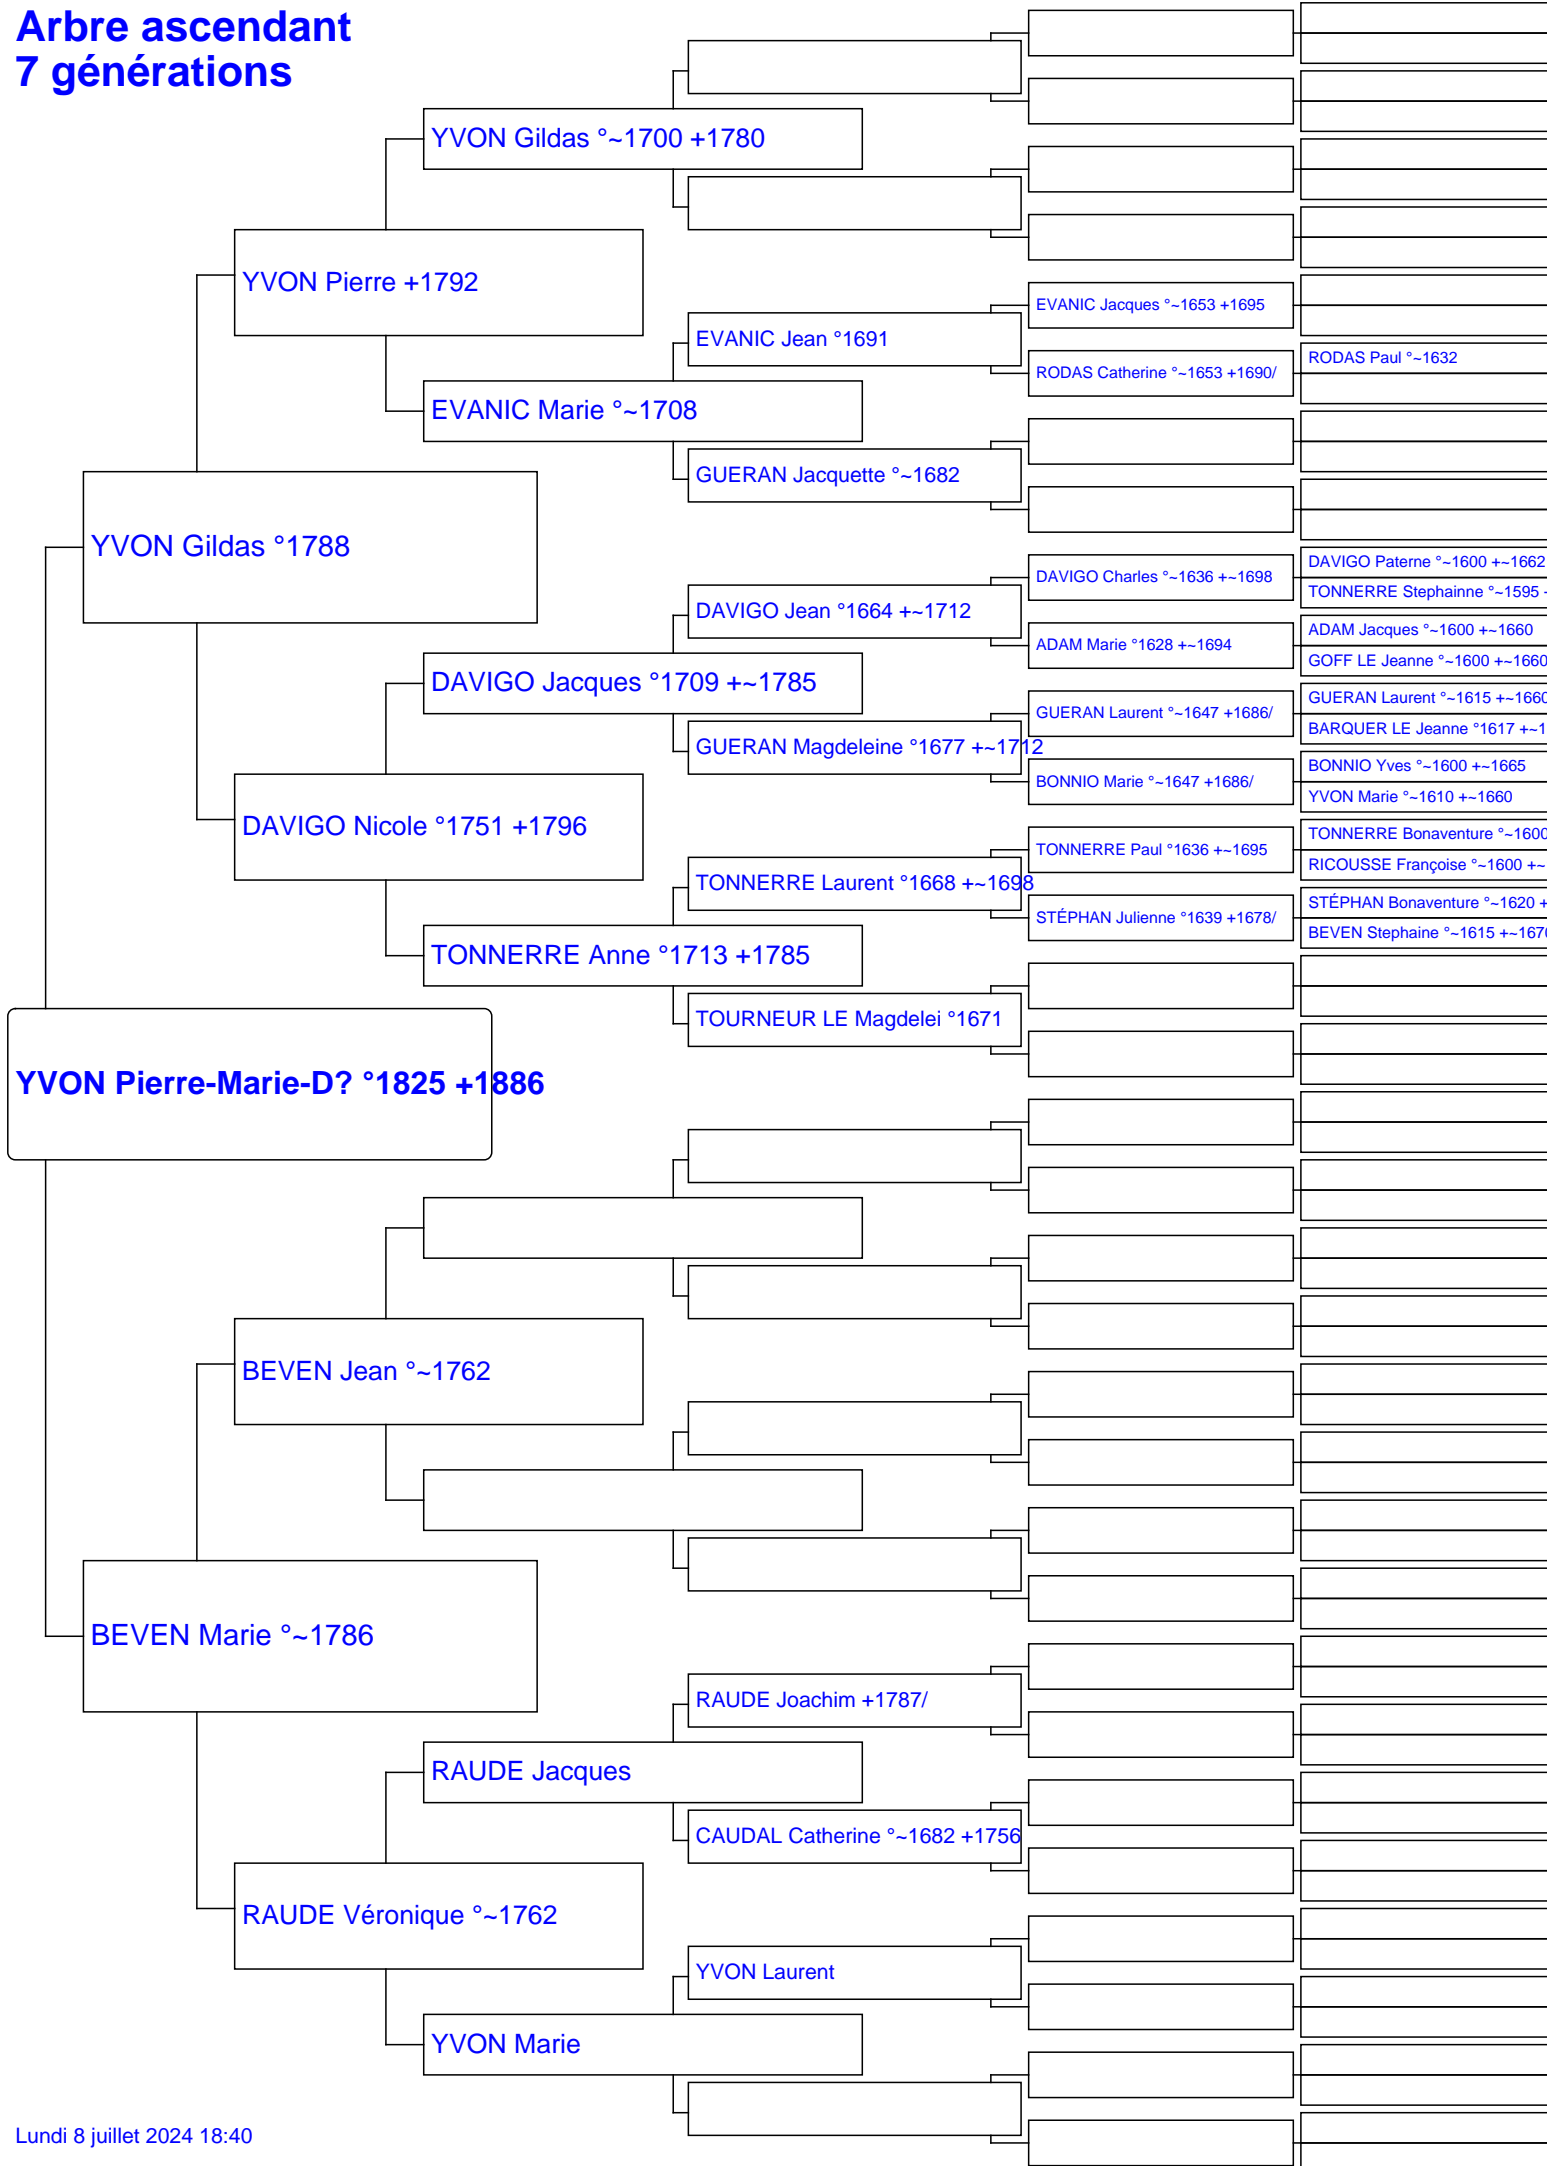 Arbre ascendant
7 générations
YVON Gildas °~1700 +1780
YVON Pierre +1792
EVANIC Jacques °~1653 +1695
EVANIC Jean °1691
RODAS Paul °~1632
RODAS Catherine °~1653 +1690/
EVANIC Marie °~1708
GUERAN Jacquette °~1682
YVON Gildas °1788
DAVIGO Paterne °~1600 +~1662
DAVIGO Charles °~1636 +~1698
TONNERRE Stephainne °~1595
DAVIGO Jean °1664 +~1712
ADAM Jacques °~1600 +~1660
ADAM Marie °1628 +~1694
GOFF LE Jeanne °~1600 +~1660
DAVIGO Jacques °1709 +~1785
GUERAN Laurent °~1615 +~1660
GUERAN Laurent °~1647 +1686/
BARQUER LE Jeanne °1617 +~1
GUERAN Magdeleine °1677 +~1712
BONNIO Yves °~1600 +~1665
BONNIO Marie °~1647 +1686/
YVON Marie °~1610 +~1660
DAVIGO Nicole °1751 +1796
TONNERRE Bonaventure °~1600
TONNERRE Paul °1636 +~1695
RICOUSSE Françoise °~1600 +~
TONNERRE Laurent °1668 +~1698
STÉPHAN Bonaventure °~1620 +
STÉPHAN Julienne °1639 +1678/
BEVEN Stephaine °~1615 +~1670
TONNERRE Anne °1713 +1785
TOURNEUR LE Magdelei °1671
YVON Pierre-Marie-D? °1825 +1886
BEVEN Jean °~1762
BEVEN Marie °~1786
RAUDE Joachim +1787/
RAUDE Jacques
CAUDAL Catherine °~1682 +1756
RAUDE Véronique °~1762
YVON Laurent
YVON Marie
Lundi 8 juillet 2024 18:40